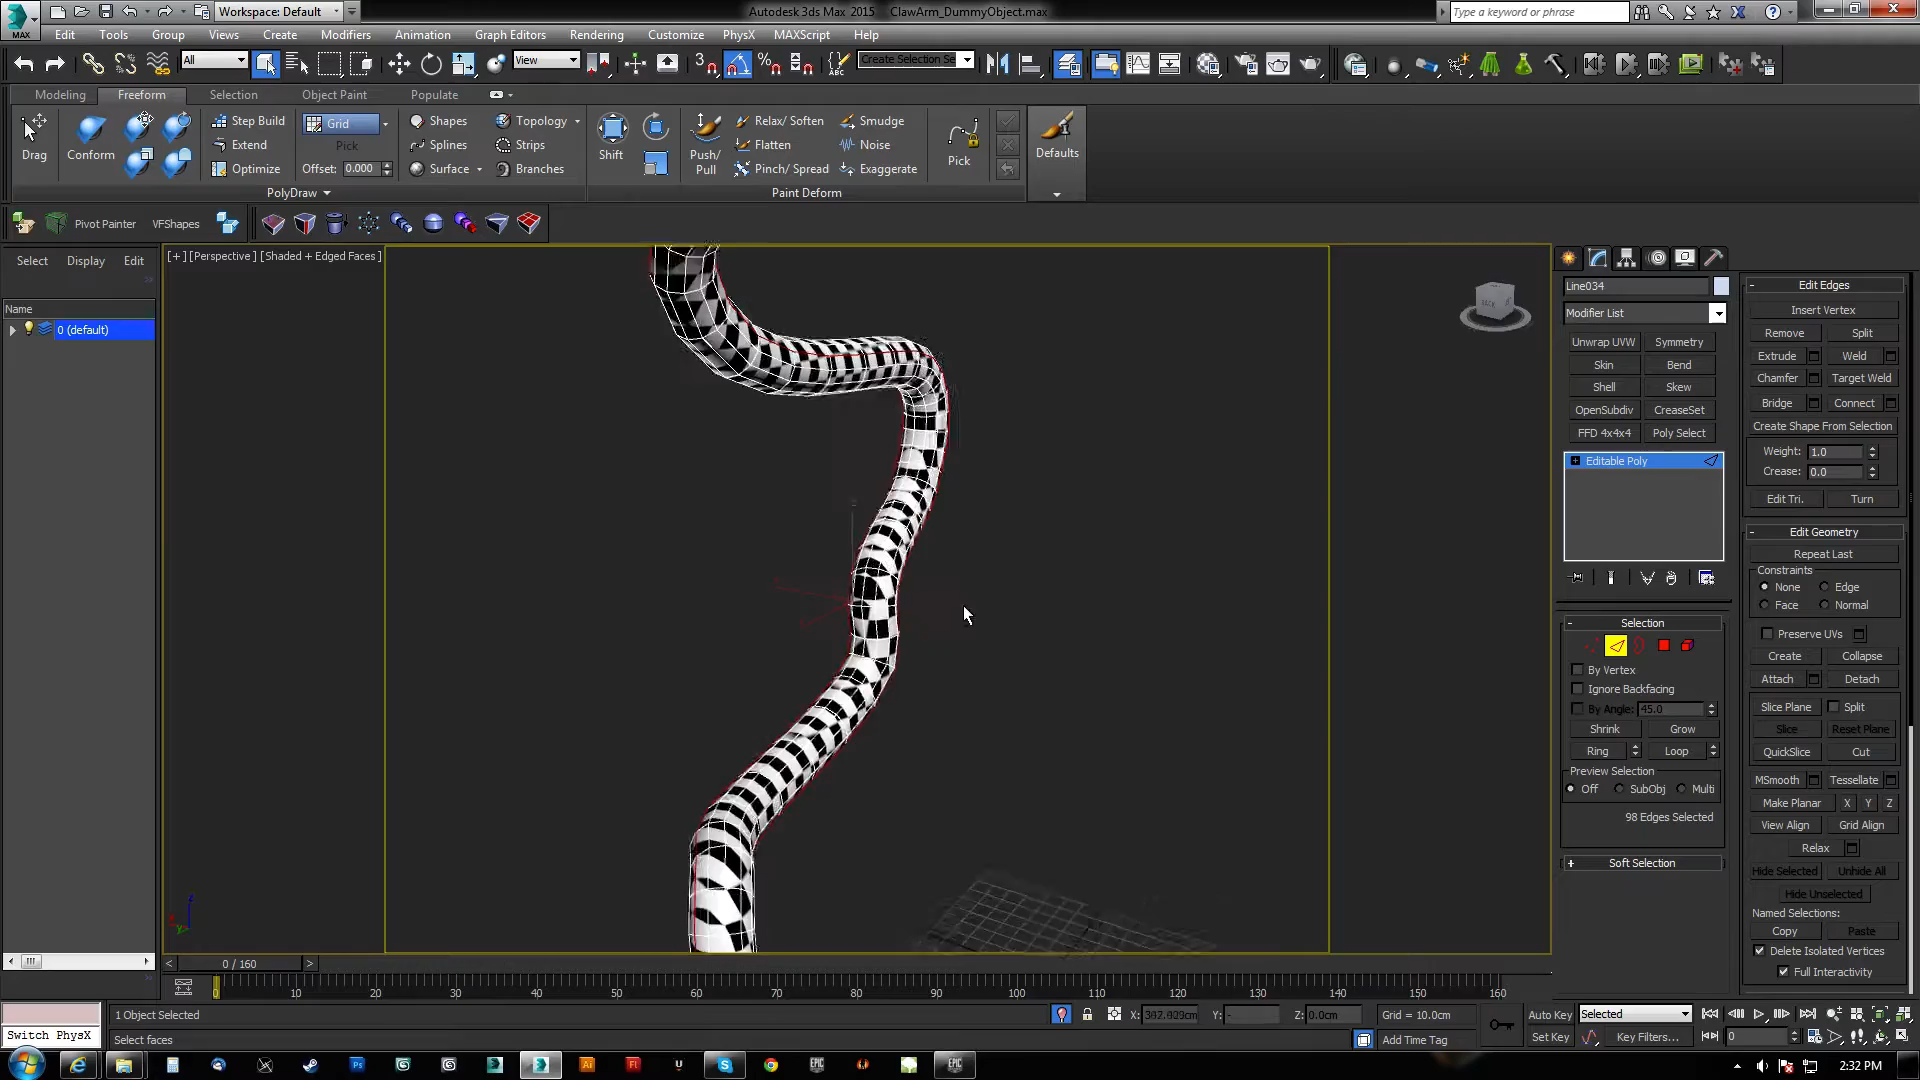 Workspace: Default
Autodesk 3ds Max 2015 ClawArm_DummyObject.max
Type a keyword or phrase
MAX
Edit Tools Group Views Create Modifiers Animation Graph Editors Rendering Customize PhysX MAXScript Help
All
View
3
ABC
Create Selection Se
Modeling Freeform Selection Object Paint Populate
Step Build
Grid
Shapes
Topology
Relax/ Soften
Smudge
Drag
Conform
Extend
Pick
Splines
Strips
Shift
Push/ Pull
Flatten
Noise
Pick
Defaults
Optimize
Offset: 0.000
Surface
Branches
Pinch/ Spread
Exaggerate
PolyDraw
Paint Deform
Pivot Painter VFShapes
Select Display Edit
[+] [Perspective] [Shaded + Edged Faces]
Name
0 (default)
BACK
Line034
Modifier List
Unwrap UVW Symmetry
Skin Bend
Shell Skew
OpenSubdiv CreaseSet
FFD 4x4x4 Poly Select
Editable Poly
Selection
By Vertex
Ignore Backfacing
By Angle: 45.0
Shrink Grow
Ring Loop
Preview Selection
Off SubObj Multi
98 Edges Selected
Soft Selection
Edit Edges
Insert Vertex
Remove Split
Extrude Weld
Chamfer Target Weld
Bridge Connect
Create Shape From Selection
Weight: 1.0
Crease: 0.0
Edit Tri. Turn
Edit Geometry
Repeat Last
Constraints
None Edge
Face Normal
Preserve UVs
Create Collapse
Attach Detach
Slice Plane Split
Slice Reset Plane
QuickSlice Cut
MSmooth Tessellate
Make Planar X Y Z
View Align Grid Align
Relax
Hide Selected Unhide All
Hide Unselected
Named Selections:
Copy Paste
Delete Isolated Vertices
Full Interactivity
0 / 160
0 10 20 30 40 50 60 70 80 90 100 110 120 130 140 150 160
1 Object Selected
X: Y: Z: 0.0cm
Grid = 10.0cm
Auto Key Selected
Switch PhysX
Select faces
Add Time Tag
Set Key Key Filters...
0
Ps
Ai
Fl
EPIC
EPIC
2:32 PM